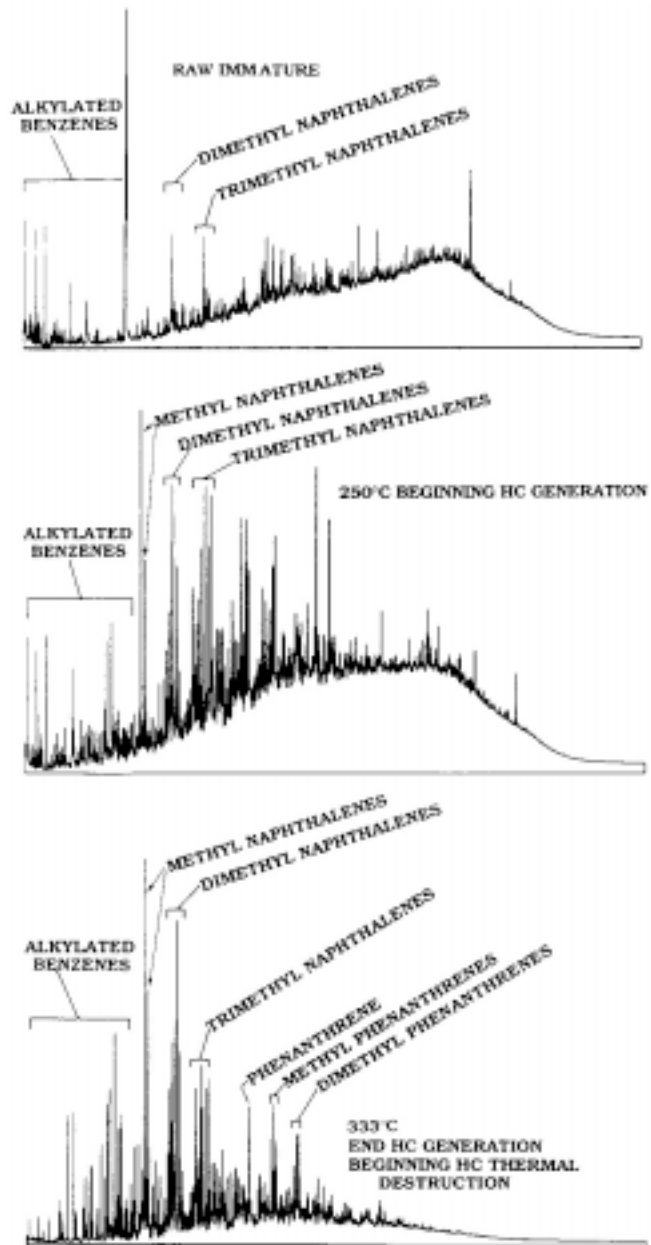 RAW IMMATURE
ALKYLATED
BENZENES
DIMETHYL NAPHTHALENES
TRIMETHYL NAPHTHALENES
METHYL NAPHTHALENES
DIMETHYL NAPHTHALENES
TRIMETHYL NAPHTHALENES
250°C BEGINNING HC GENERATION
ALKYLATED
BENZENES
METHYL NAPHTHALENES
DIMETHYL NAPHTHALENES
ALKYLATED
BENZENES
TRIMETHYL NAPHTHALENES
PHENANTHRENE
METHYL PHENANTHRENES
DIMETHYL PHENANTHRENES
333°C
END HC GENERATION
BEGINNING HC THERMAL
DESTRUCTION